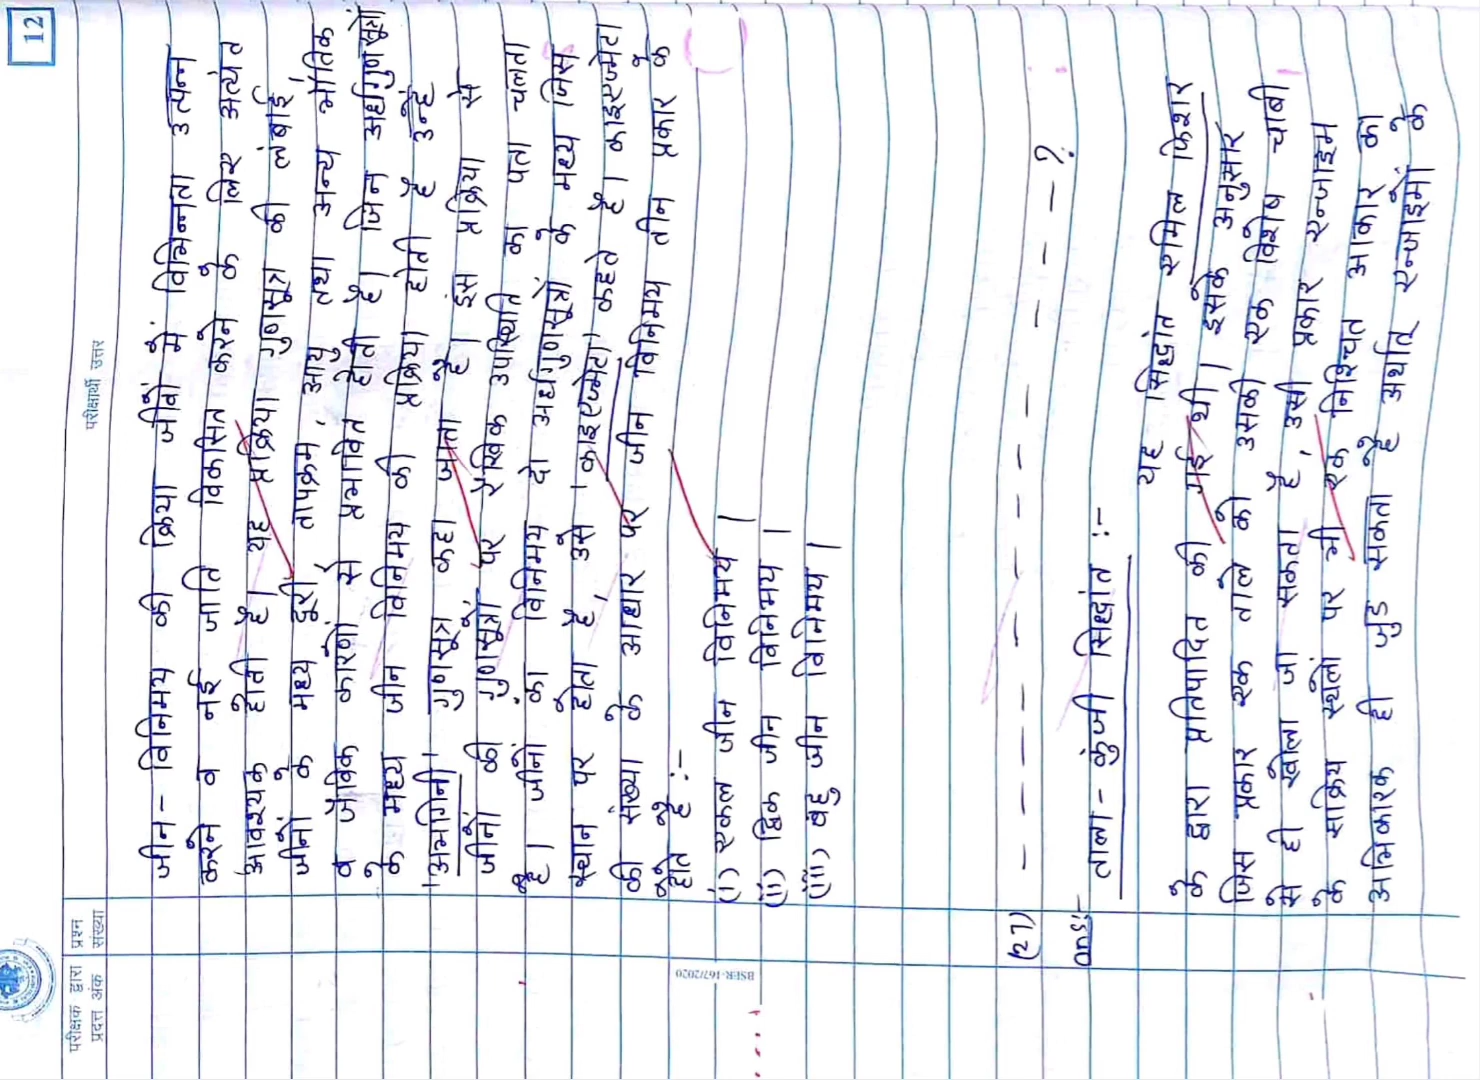 12
परीक्षक द्वारा प्रदत्त अंक
प्रश्न संख्या
परीक्षार्थी उत्तर
जीन - विनिमय की क्रिया जीवों में विभिन्नता उत्पन्न
करने व नई जाति विकसित करने के लिए अत्यंत
आवश्यक होती है। यह प्रक्रिया गुणसूत्र की लंबाई,
जीनों के मध्य दूरी, तापक्रम, आयु तथा अन्य भौतिक
व जैविक कारणों से प्रभावित होती है। जिन अर्धगुणसूत्रों
के मध्य जीन विनिमय की प्रक्रिया होती है उन्हें
'अभगिनी' गुणसूत्र कहा जाता है। इस प्रक्रिया से
जीनों की गुणसूत्रों पर रेखिक उपस्थिति का पता चलता
है। जीनों का विनिमय दो अर्धगुणसूत्रों के मध्य जिस
स्थान पर होता है, उसे 'काइएज्मेटा' कहते है। काइएज्मेटा
की संख्या के आधार पर जीन विनिमय तीन प्रकार के
होते है :-
(i) एकल जीन विनिमय।
(ii) द्विक जीन विनिमय।
(iii) बहु जीन विनिमय।
BSER-167/2020
(27) — — — — — — — — — — ?
ans:-
ताला - कुंजी सिद्धांत :-
यह सिद्धांत एमिल फिशर
के द्वारा प्रतिपादित की गई थी। इसके अनुसार
जिस प्रकार एक ताले को उसकी एक विशेष चाबी
से ही खोला जा सकता है, उसी प्रकार एन्जाइम
के सक्रिय स्थलों पर भी एक निश्चित आकार का
अभिकारक ही जुड सकता है अर्थात् एन्जाइमों के